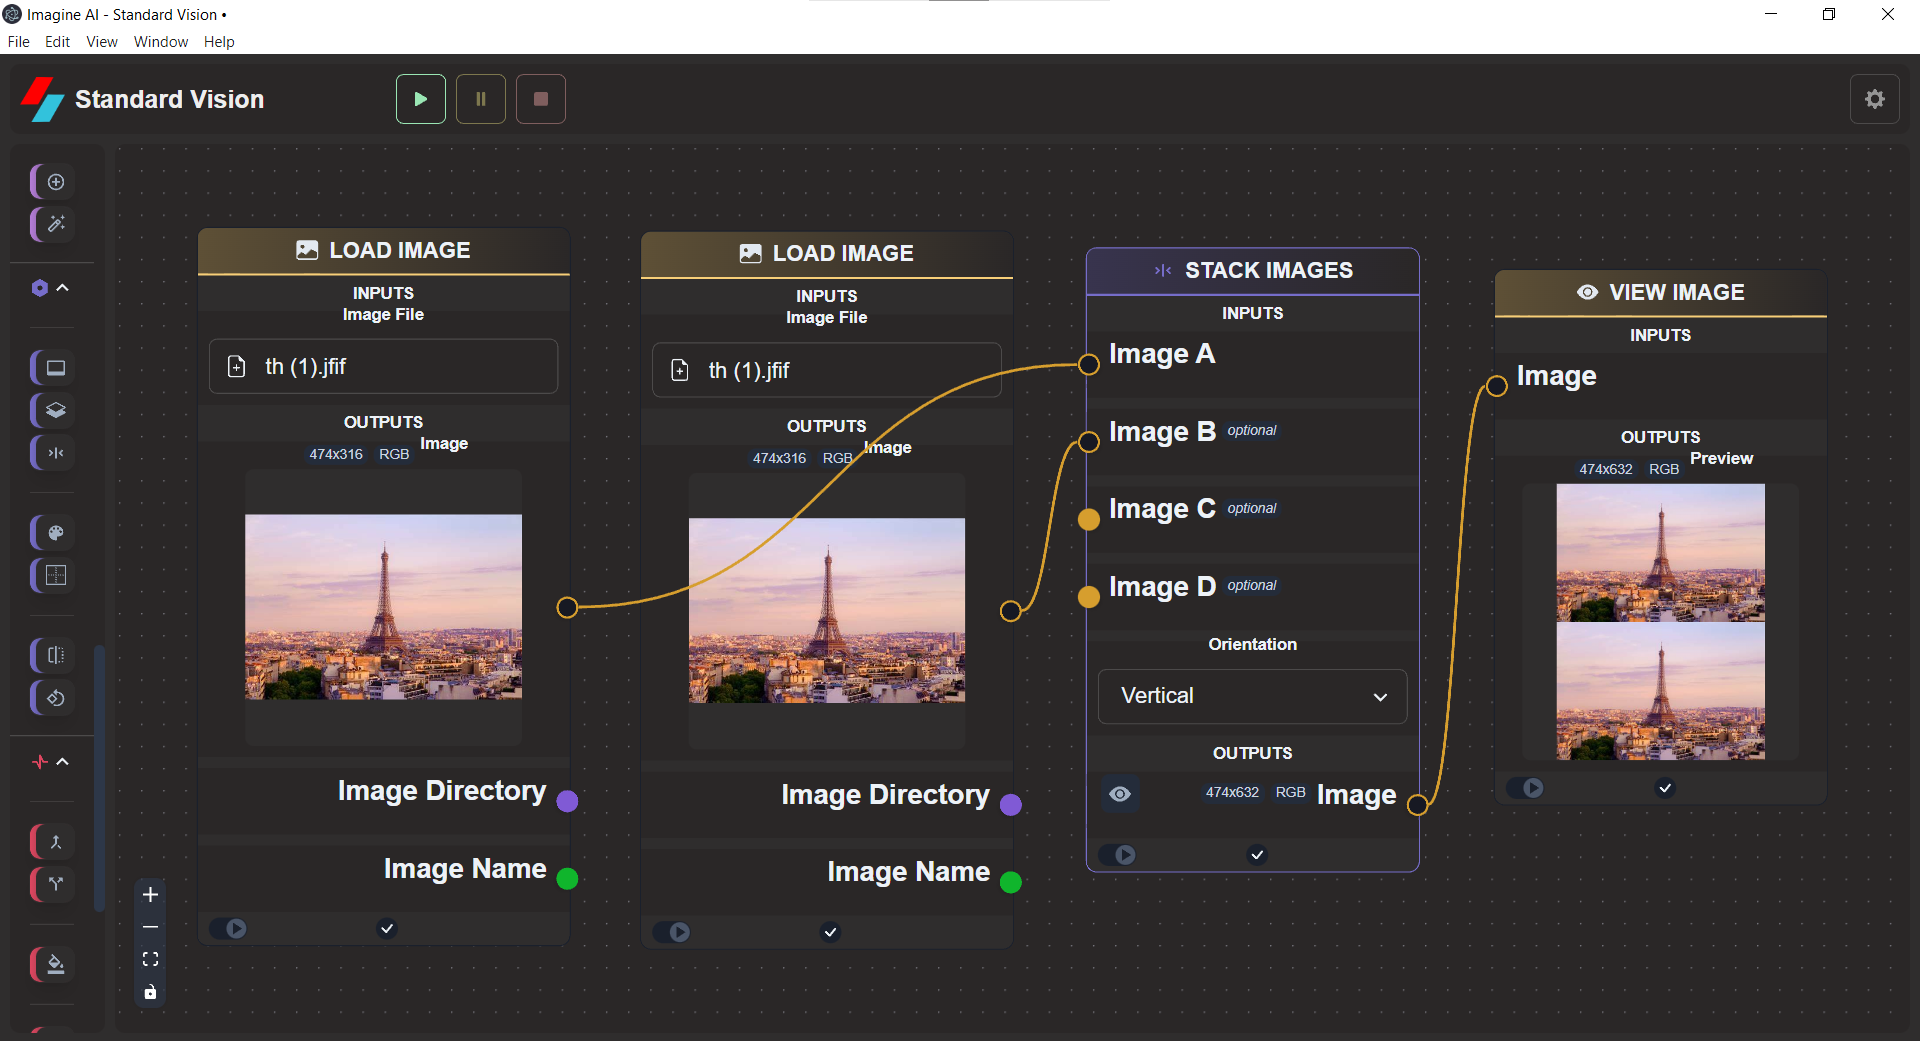 Imagine AI - Standard Vision •
File Edit View Window Help
Standard Vision
LOAD IMAGE
INPUTS
Image File
th (1).jfif
OUTPUTS
474x316 RGB Image
Image Directory
Image Name
LOAD IMAGE
INPUTS
Image File
th (1).jfif
OUTPUTS
474x316 RGB Image
Image Directory
Image Name
STACK IMAGES
INPUTS
Image A
Image B optional
Image C optional
Image D optional
Orientation
Vertical
OUTPUTS
474x632 RGB Image
VIEW IMAGE
INPUTS
Image
OUTPUTS
474x632 RGB Preview